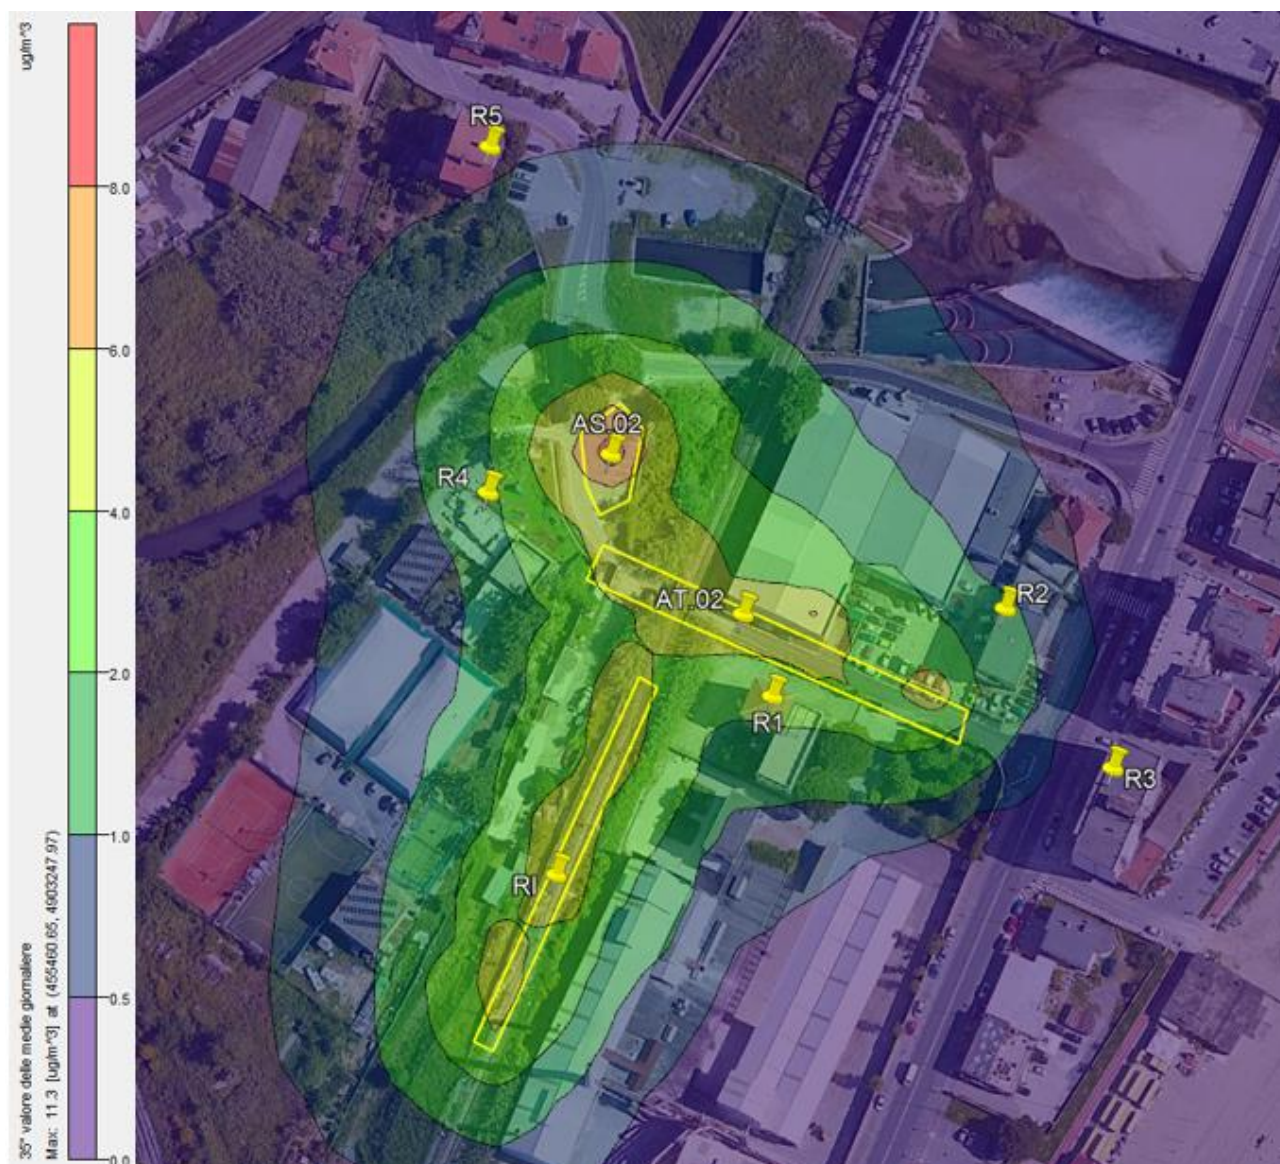 ug/m^3
8.0
6.0
4.0
2.0
1.0
0.5
0.0
35° valore delle medie giornaliere
Max: 11.3 [ug/m^3] at (455460.65, 4903247.97)
R5
AS.02
R4
AT.02
R2
R1
R3
RI